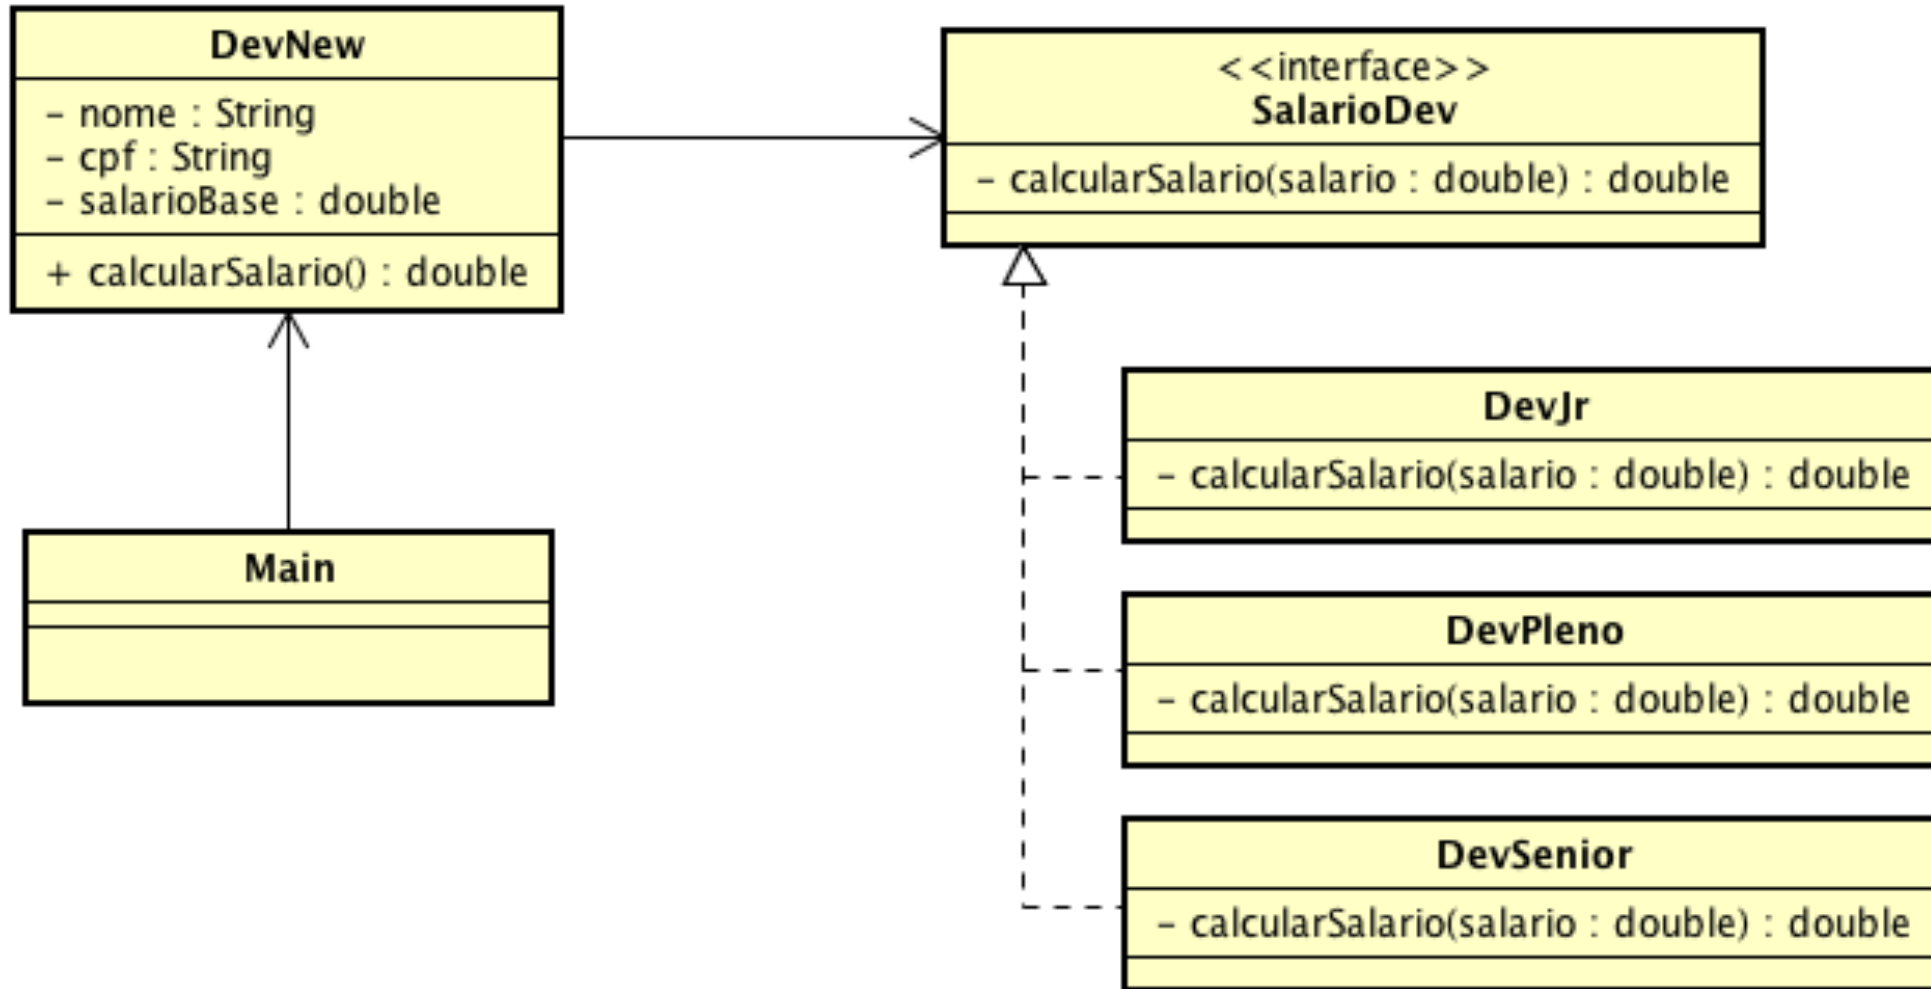 DevNew
- nome : String
- cpf : String
- salarioBase : double
+ calcularSalario() : double
<<interface>>
SalarioDev
- calcularSalario(salario : double) : double
Main
DevJr
- calcularSalario(salario : double) : double
DevPleno
- calcularSalario(salario : double) : double
DevSenior
- calcularSalario(salario : double) : double